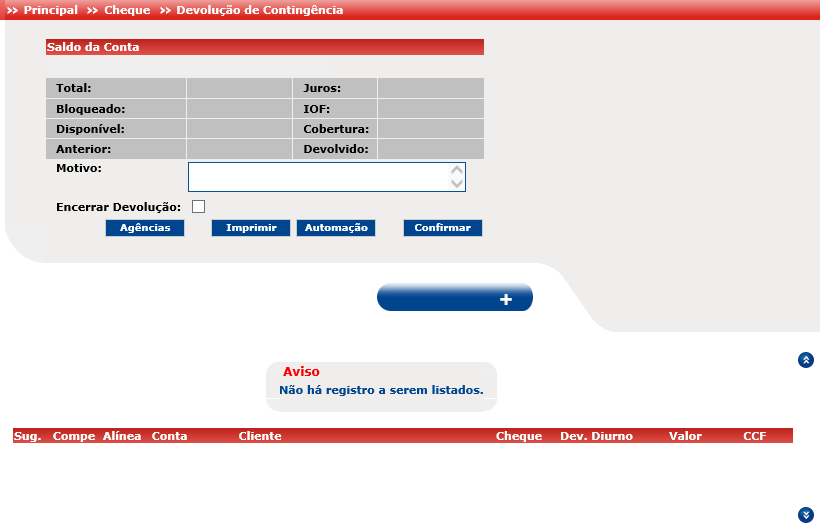 >> Principal >> Cheque >> Devolução de Contingência
Saldo da Conta
Total: Juros:
Bloqueado: IOF:
Disponível: Cobertura:
Anterior: Devolvido:
Motivo:
Encerrar Devolução:
Agências Imprimir Automação Confirmar
+
Aviso
Não há registro a serem listados.
Sug. Compe Alínea Conta Cliente Cheque Dev. Diurno Valor CCF